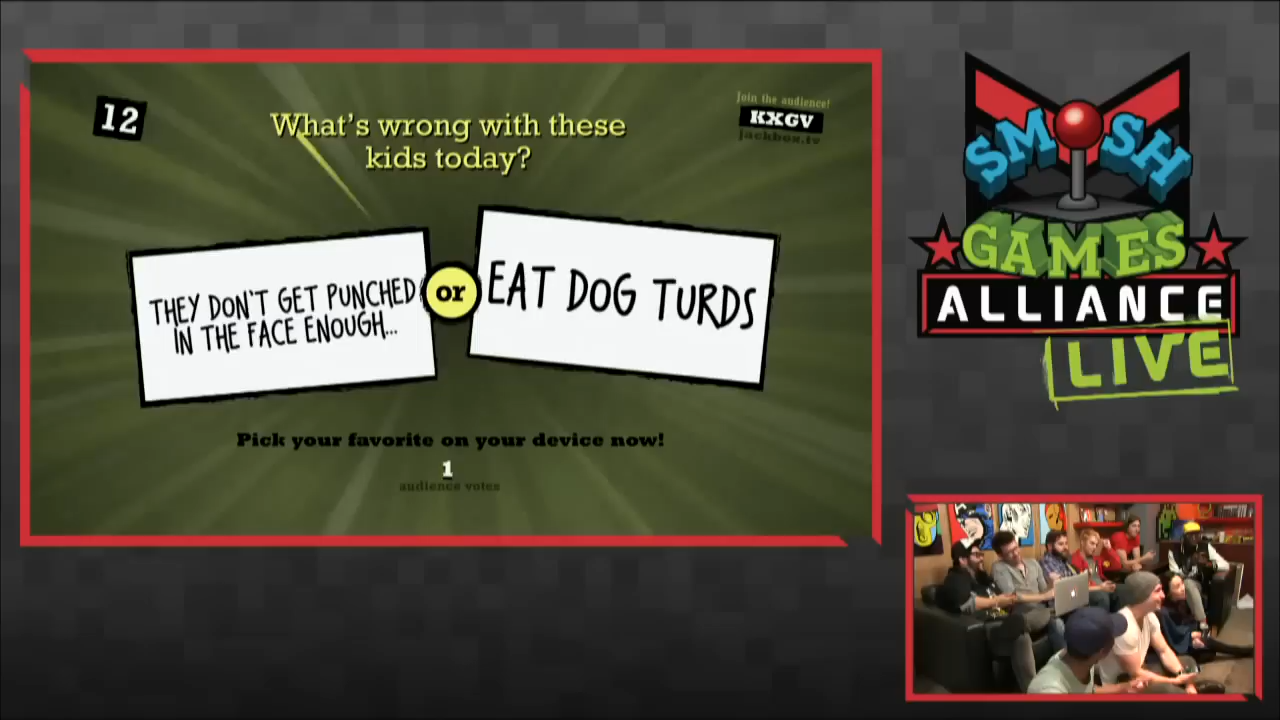 12
What's wrong with these
kids today?
Join the audience!
KXGV
jackbox.tv
THEY DON'T GET PUNCHED
IN THE FACE ENOUGH...
or
EAT DOG TURDS
Pick your favorite on your device now!
1
audience votes
SMOSH
GAMES
ALLIANCE
LIVE